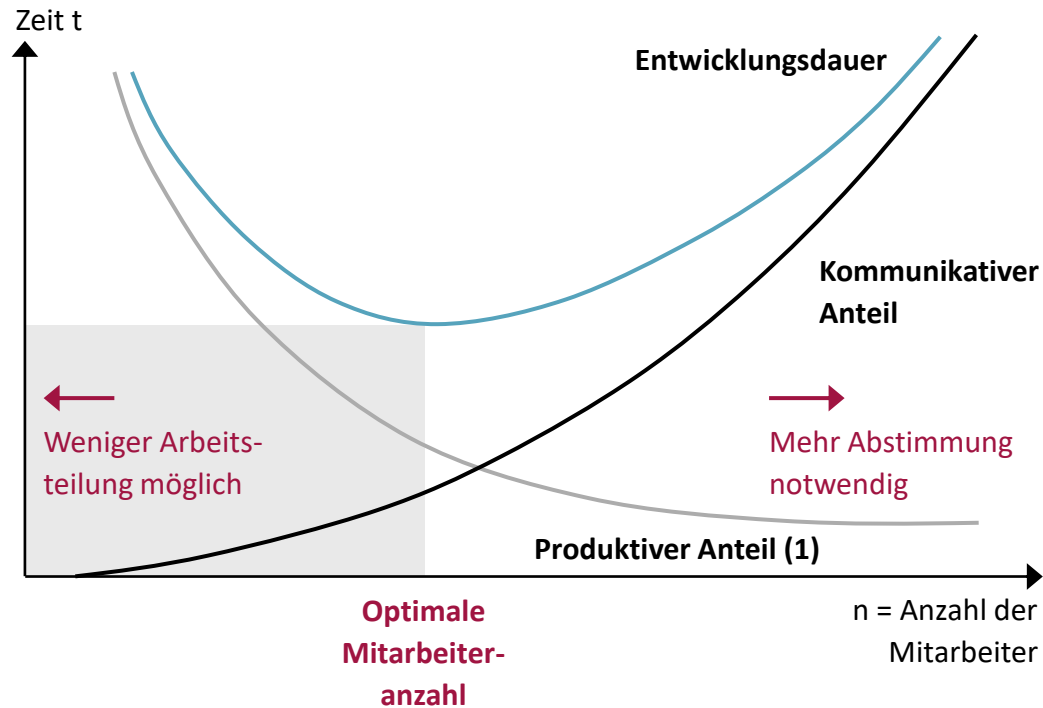 Zeit t
Entwicklungsdauer
Kommunikativer
Anteil
Weniger Arbeits-
teilung möglich
Mehr Abstimmung
notwendig
Produktiver Anteil (1)
Optimale
Mitarbeiter-
anzahl
n = Anzahl der
Mitarbeiter